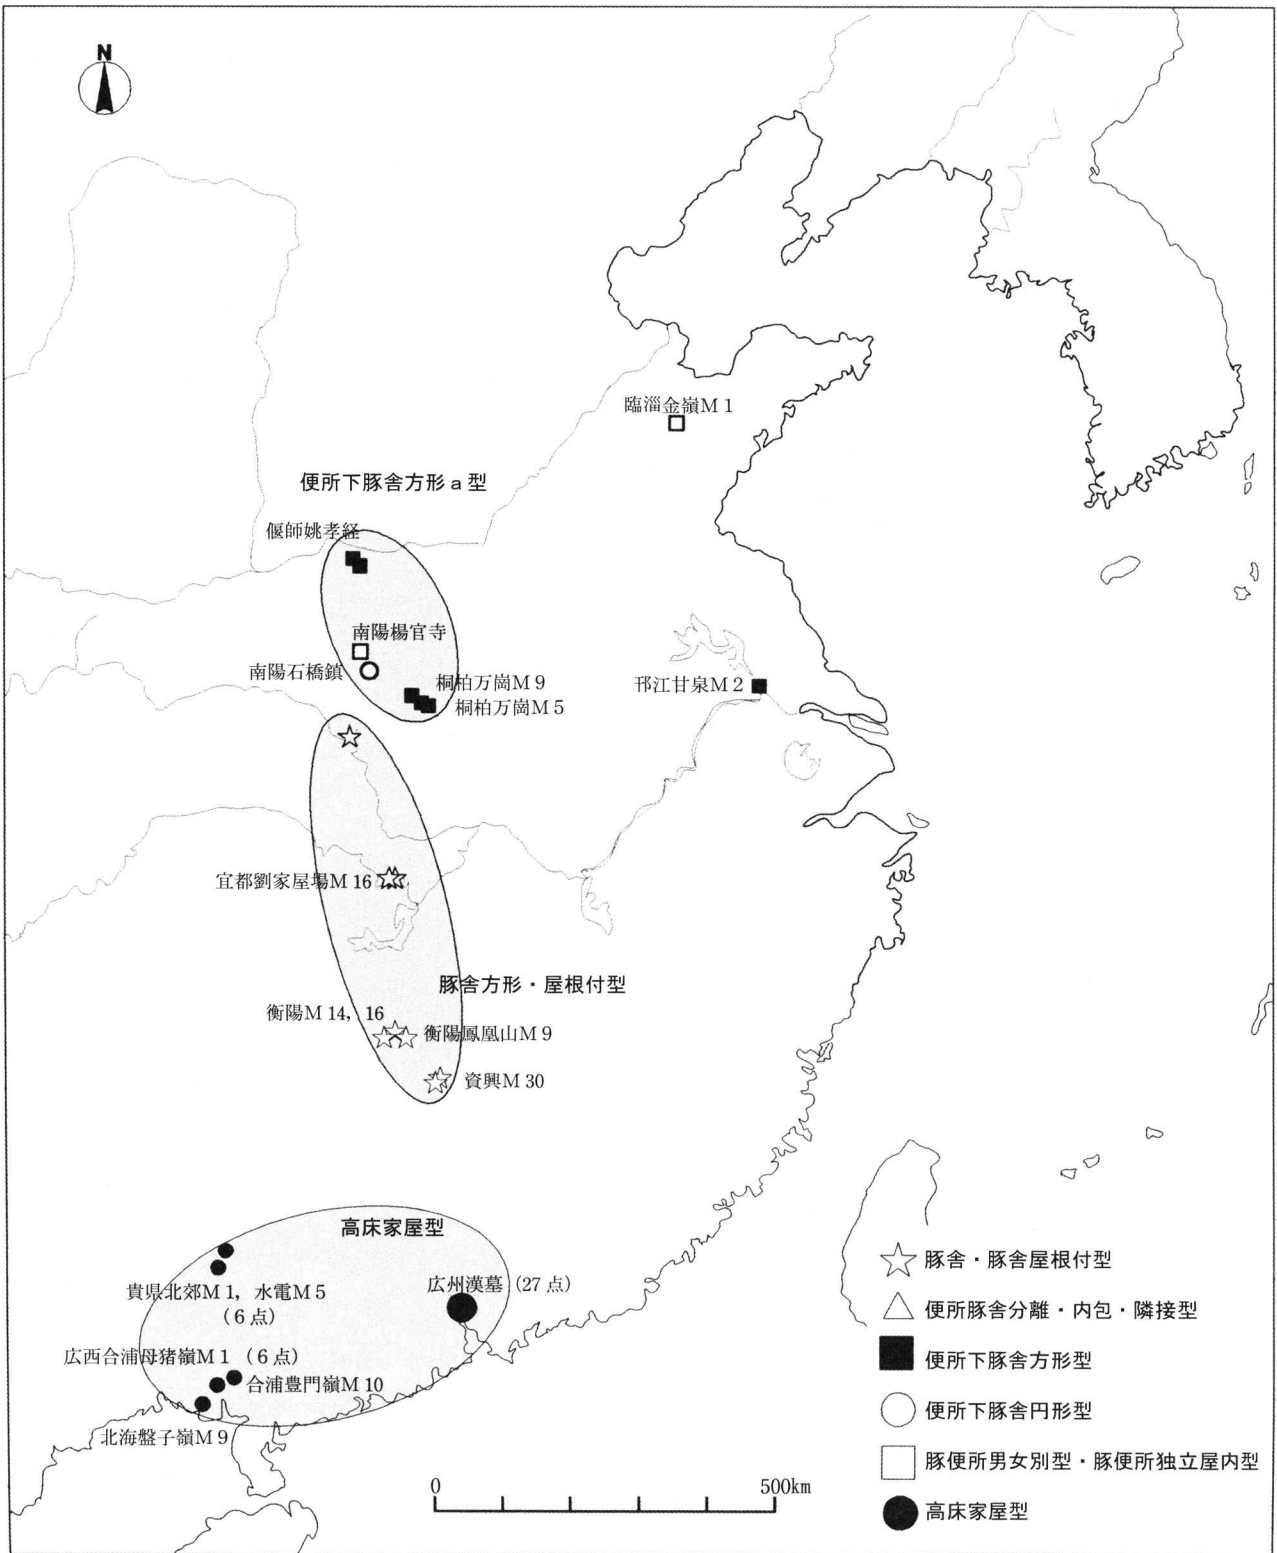 N
臨淄金嶺M 1
便所下豚舎方形 a 型
偃師姚孝経
南陽楊官寺
南陽石橋鎮
桐柏万崗M 9
桐柏万崗M 5
邗江甘泉M 2
宜都劉家屋場M 16
豚舎方形・屋根付型
衡陽M 14，16
衡陽鳳凰山M 9
資興M 30
高床家屋型
広州漢墓（27 点）
貴県北郊M 1，水電M 5
（6 点）
広西合浦母猪嶺M 1（6 点）
合浦豊門嶺M 10
北海盤子嶺M 9
豚舎・豚舎屋根付型
便所豚舎分離・内包・隣接型
便所下豚舎方形型
便所下豚舎円形型
豚便所男女別型・豚便所独立屋内型
高床家屋型
0 500km